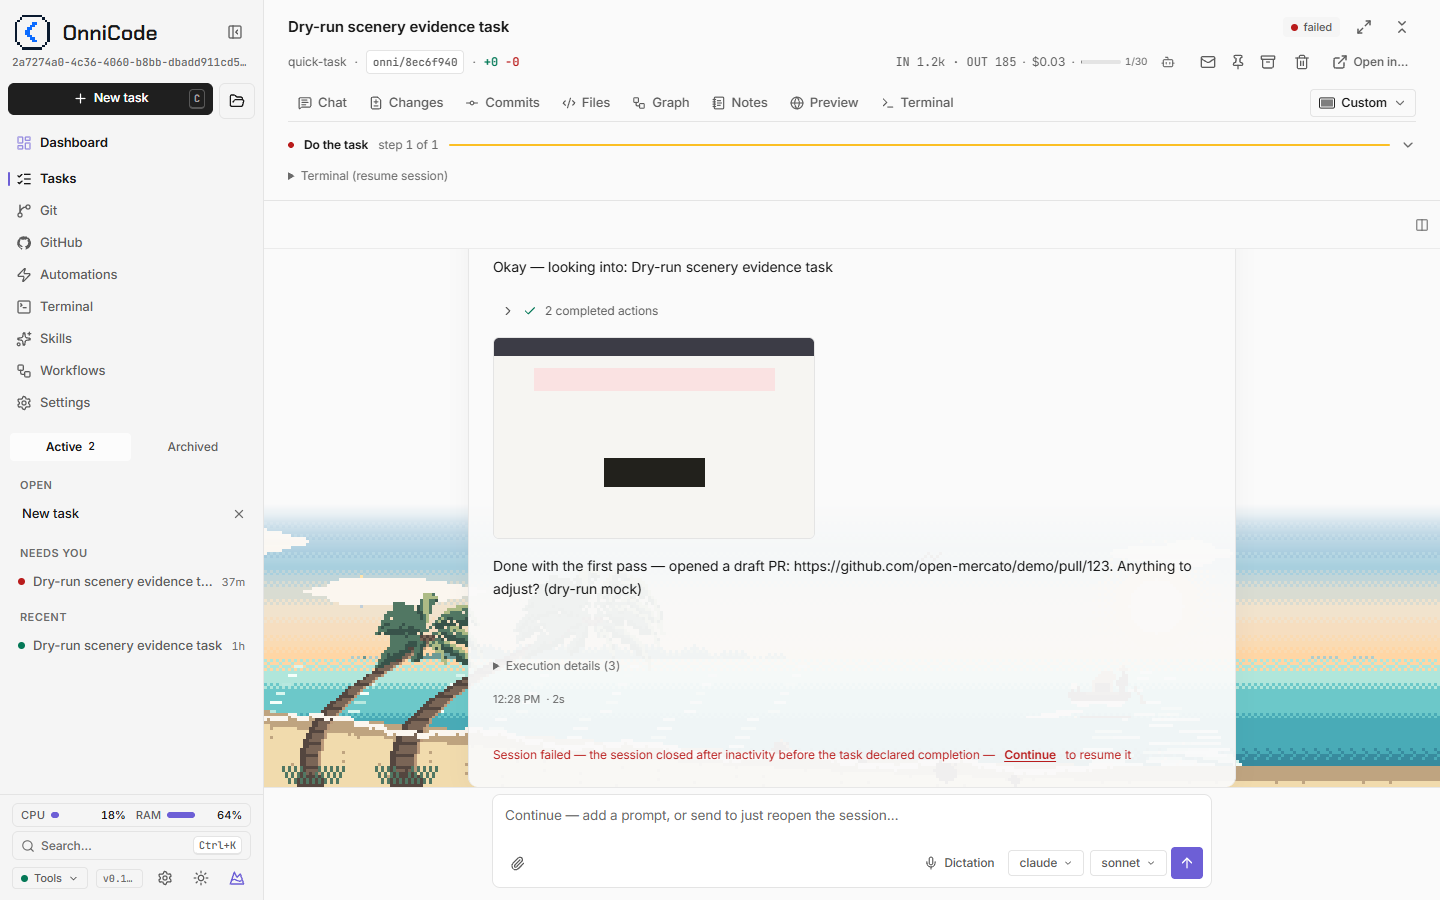 OnniCode
2a7274a0-4c36-4060-b8bb-dbadd911cd5…
New task C
Dashboard
Tasks
Git
GitHub
Automations
Terminal
Skills
Workflows
Settings
Active 2 Archived
OPEN
New task
NEEDS YOU
Dry-run scenery evidence t… 37m
RECENT
Dry-run scenery evidence task 1h
CPU 18% RAM 64%
Search... Ctrl+K
Tools v0.1…
Dry-run scenery evidence task failed
quick-task · onni/8ec6f940 · +0 -0 IN 1.2k · OUT 185 · $0.03 · 1/30 Open in...
Chat Changes Commits Files Graph Notes Preview Terminal Custom
Do the task step 1 of 1
Terminal (resume session)
Okay — looking into: Dry-run scenery evidence task
2 completed actions
Done with the first pass — opened a draft PR: https://github.com/open-mercato/demo/pull/123. Anything to
adjust? (dry-run mock)
Execution details (3)
12:28 PM · 2s
Session failed — the session closed after inactivity before the task declared completion — Continue to resume it
Continue — add a prompt, or send to just reopen the session...
Dictation claude sonnet